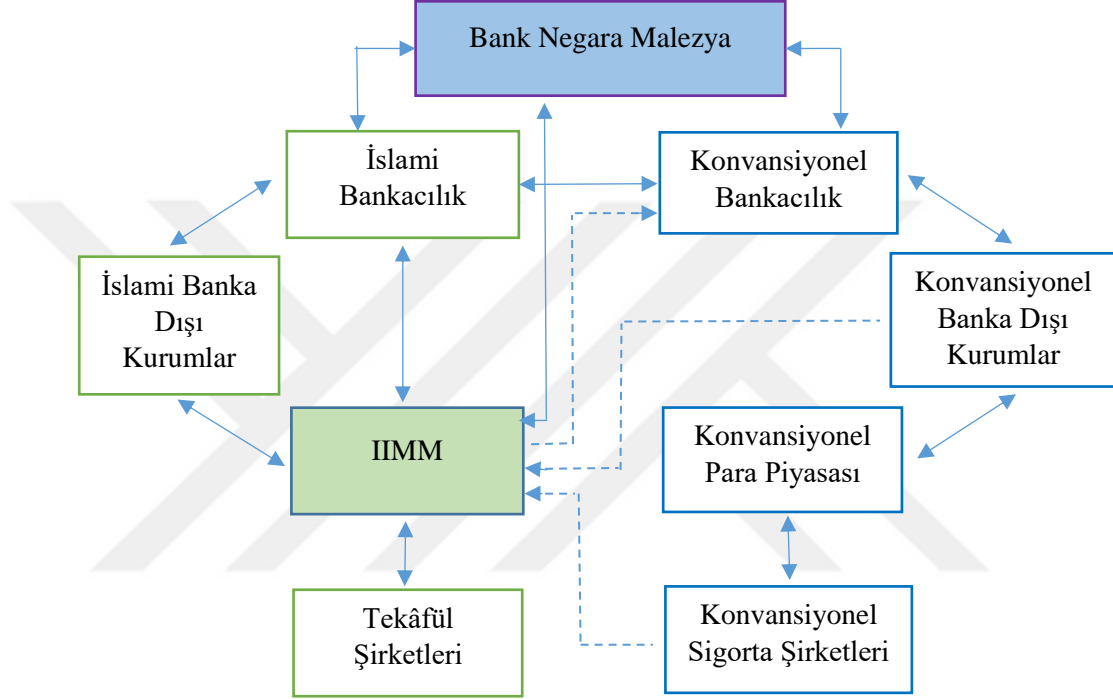 Bank Negara Malezya
İslami
Bankacılık
Konvansiyonel
Bankacılık
İslami Banka
Dışı
Kurumlar
Konvansiyonel
Banka Dışı
Kurumlar
IIMM
Konvansiyonel
Para Piyasası
Tekâfül
Şirketleri
Konvansiyonel
Sigorta Şirketleri